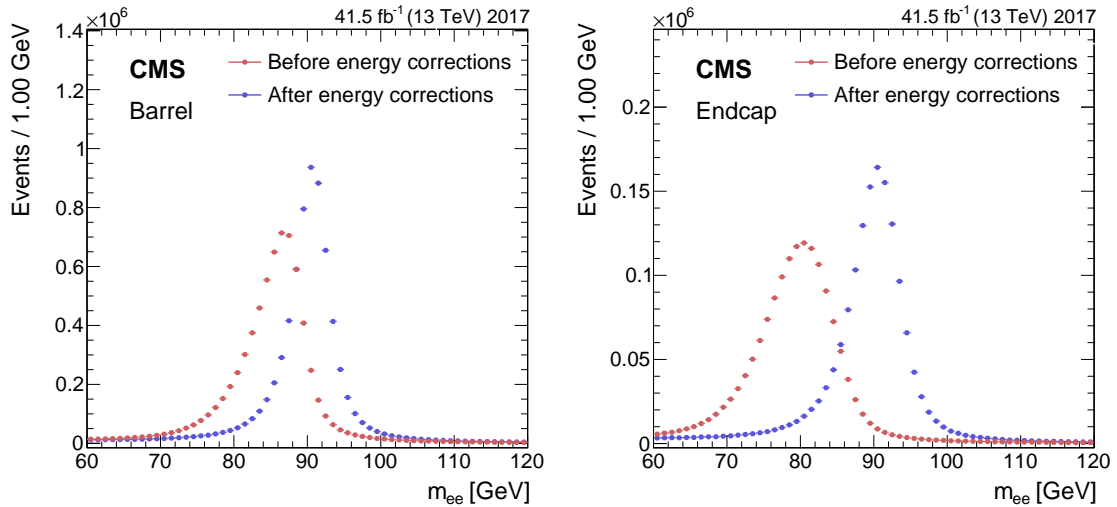 ×10⁶ 41.5 fb⁻¹ (13 TeV) 2017
Events / 1.00 GeV
1.4
1.2
1
0.8
0.6
0.4
0.2
0
CMS
Barrel
Before energy corrections
After energy corrections
60 70 80 90 100 110 120
m_ee [GeV]
×10⁶ 41.5 fb⁻¹ (13 TeV) 2017
Events / 1.00 GeV
0.2
0.15
0.1
0.05
0
CMS
Endcap
Before energy corrections
After energy corrections
60 70 80 90 100 110 120
m_ee [GeV]